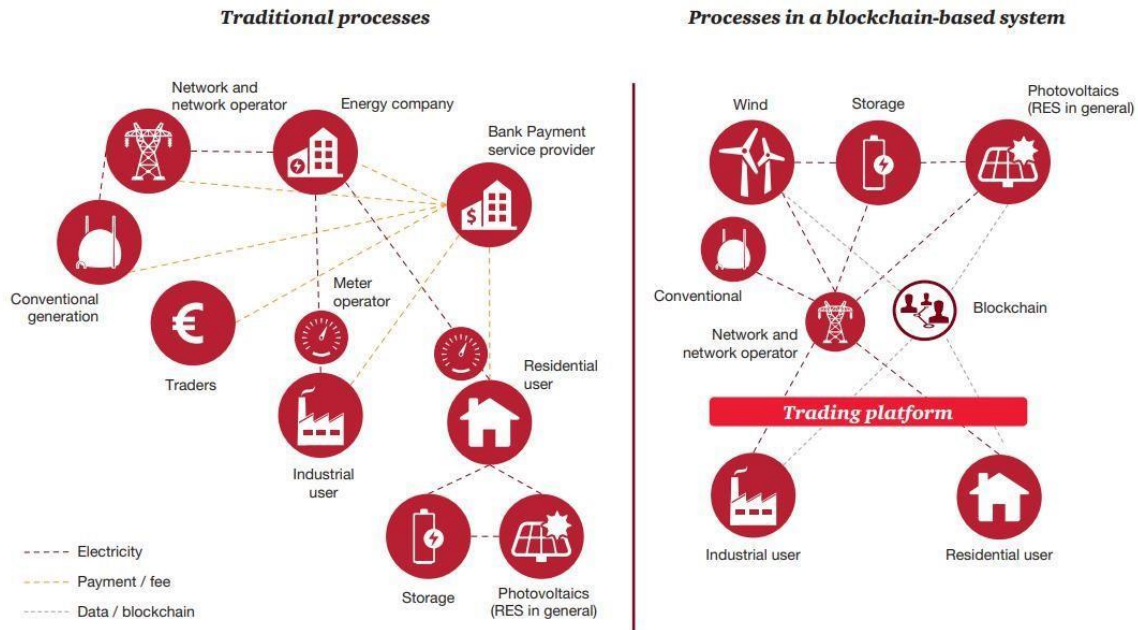 Traditional processes
Network and
network operator
Energy company
Bank Payment
service provider
$
Conventional
generation
€
Traders
Meter
operator
Residential
user
Industrial
user
Storage
Photovoltaics
(RES in general)
Electricity
Payment / fee
Data / blockchain
Processes in a blockchain-based system
Wind
Storage
Photovoltaics
(RES in general)
Conventional
Network and
network operator
Blockchain
Trading platform
Industrial user
Residential user